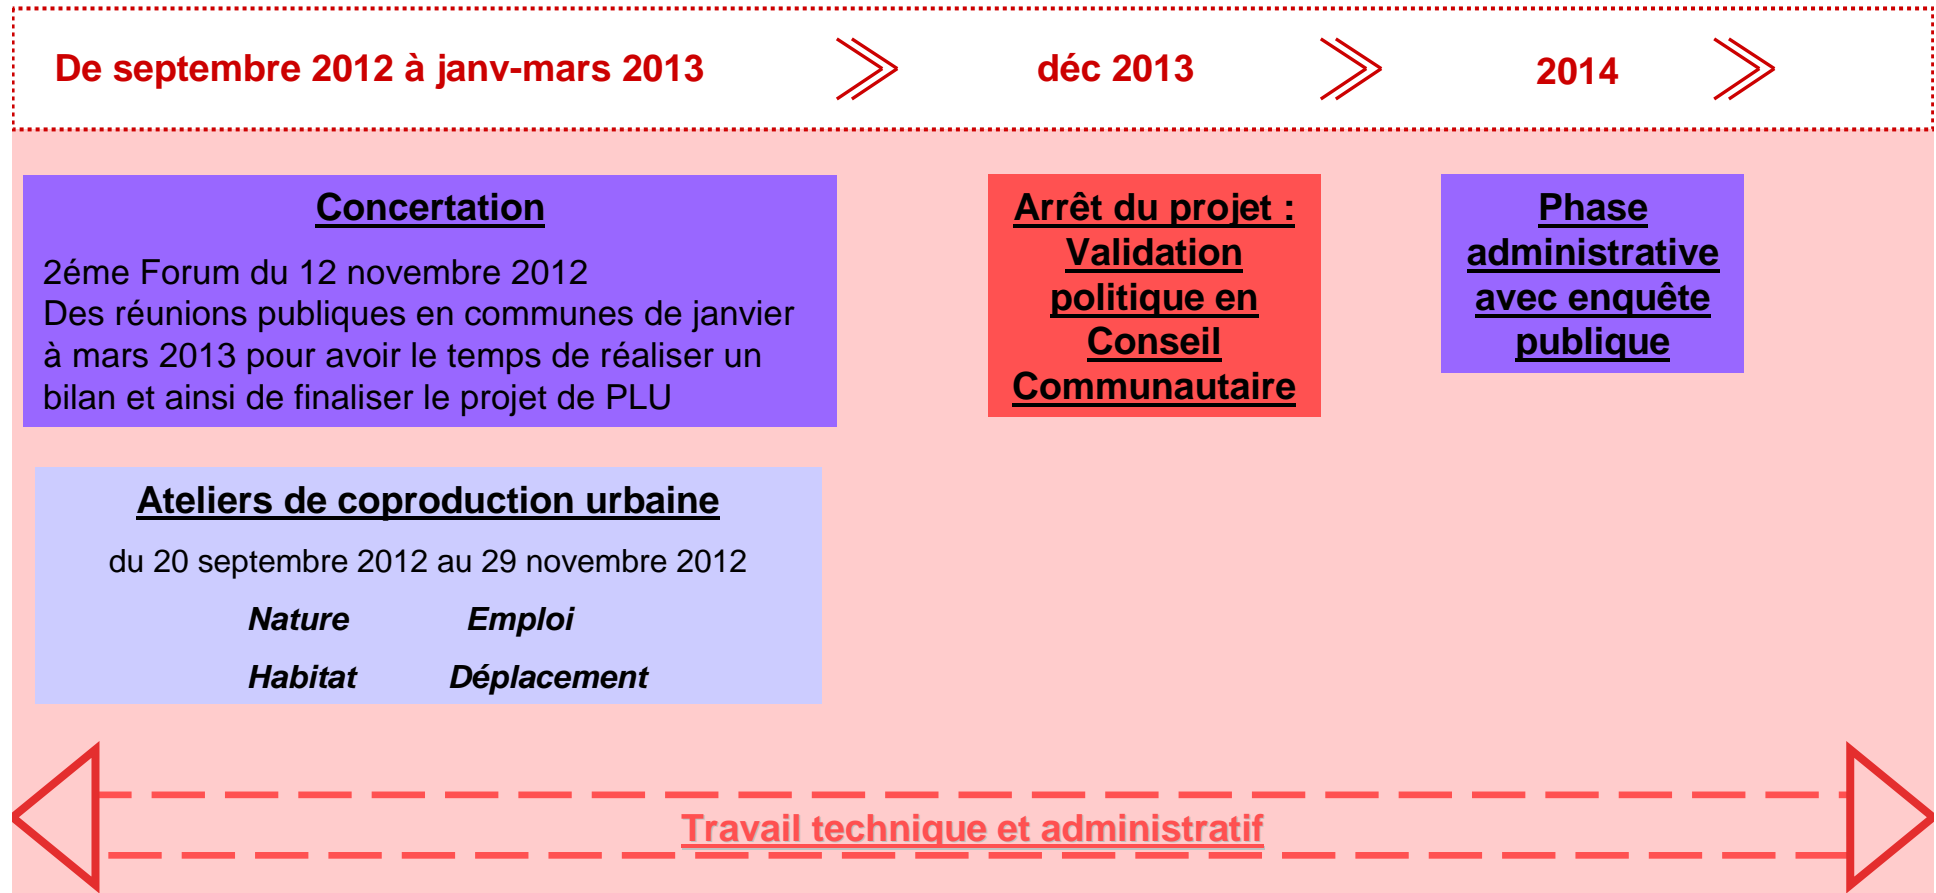 De septembre 2012 à janv-mars 2013
déc 2013
2014
Concertation
2éme Forum du 12 novembre 2012
Des réunions publiques en communes de janvier
à mars 2013 pour avoir le temps de réaliser un
bilan et ainsi de finaliser le projet de PLU
Arrêt du projet :
Validation
politique en
Conseil
Communautaire
Phase
administrative
avec enquête
publique
Ateliers de coproduction urbaine
du 20 septembre 2012 au 29 novembre 2012
Nature Emploi
Habitat Déplacement
Travail technique et administratif